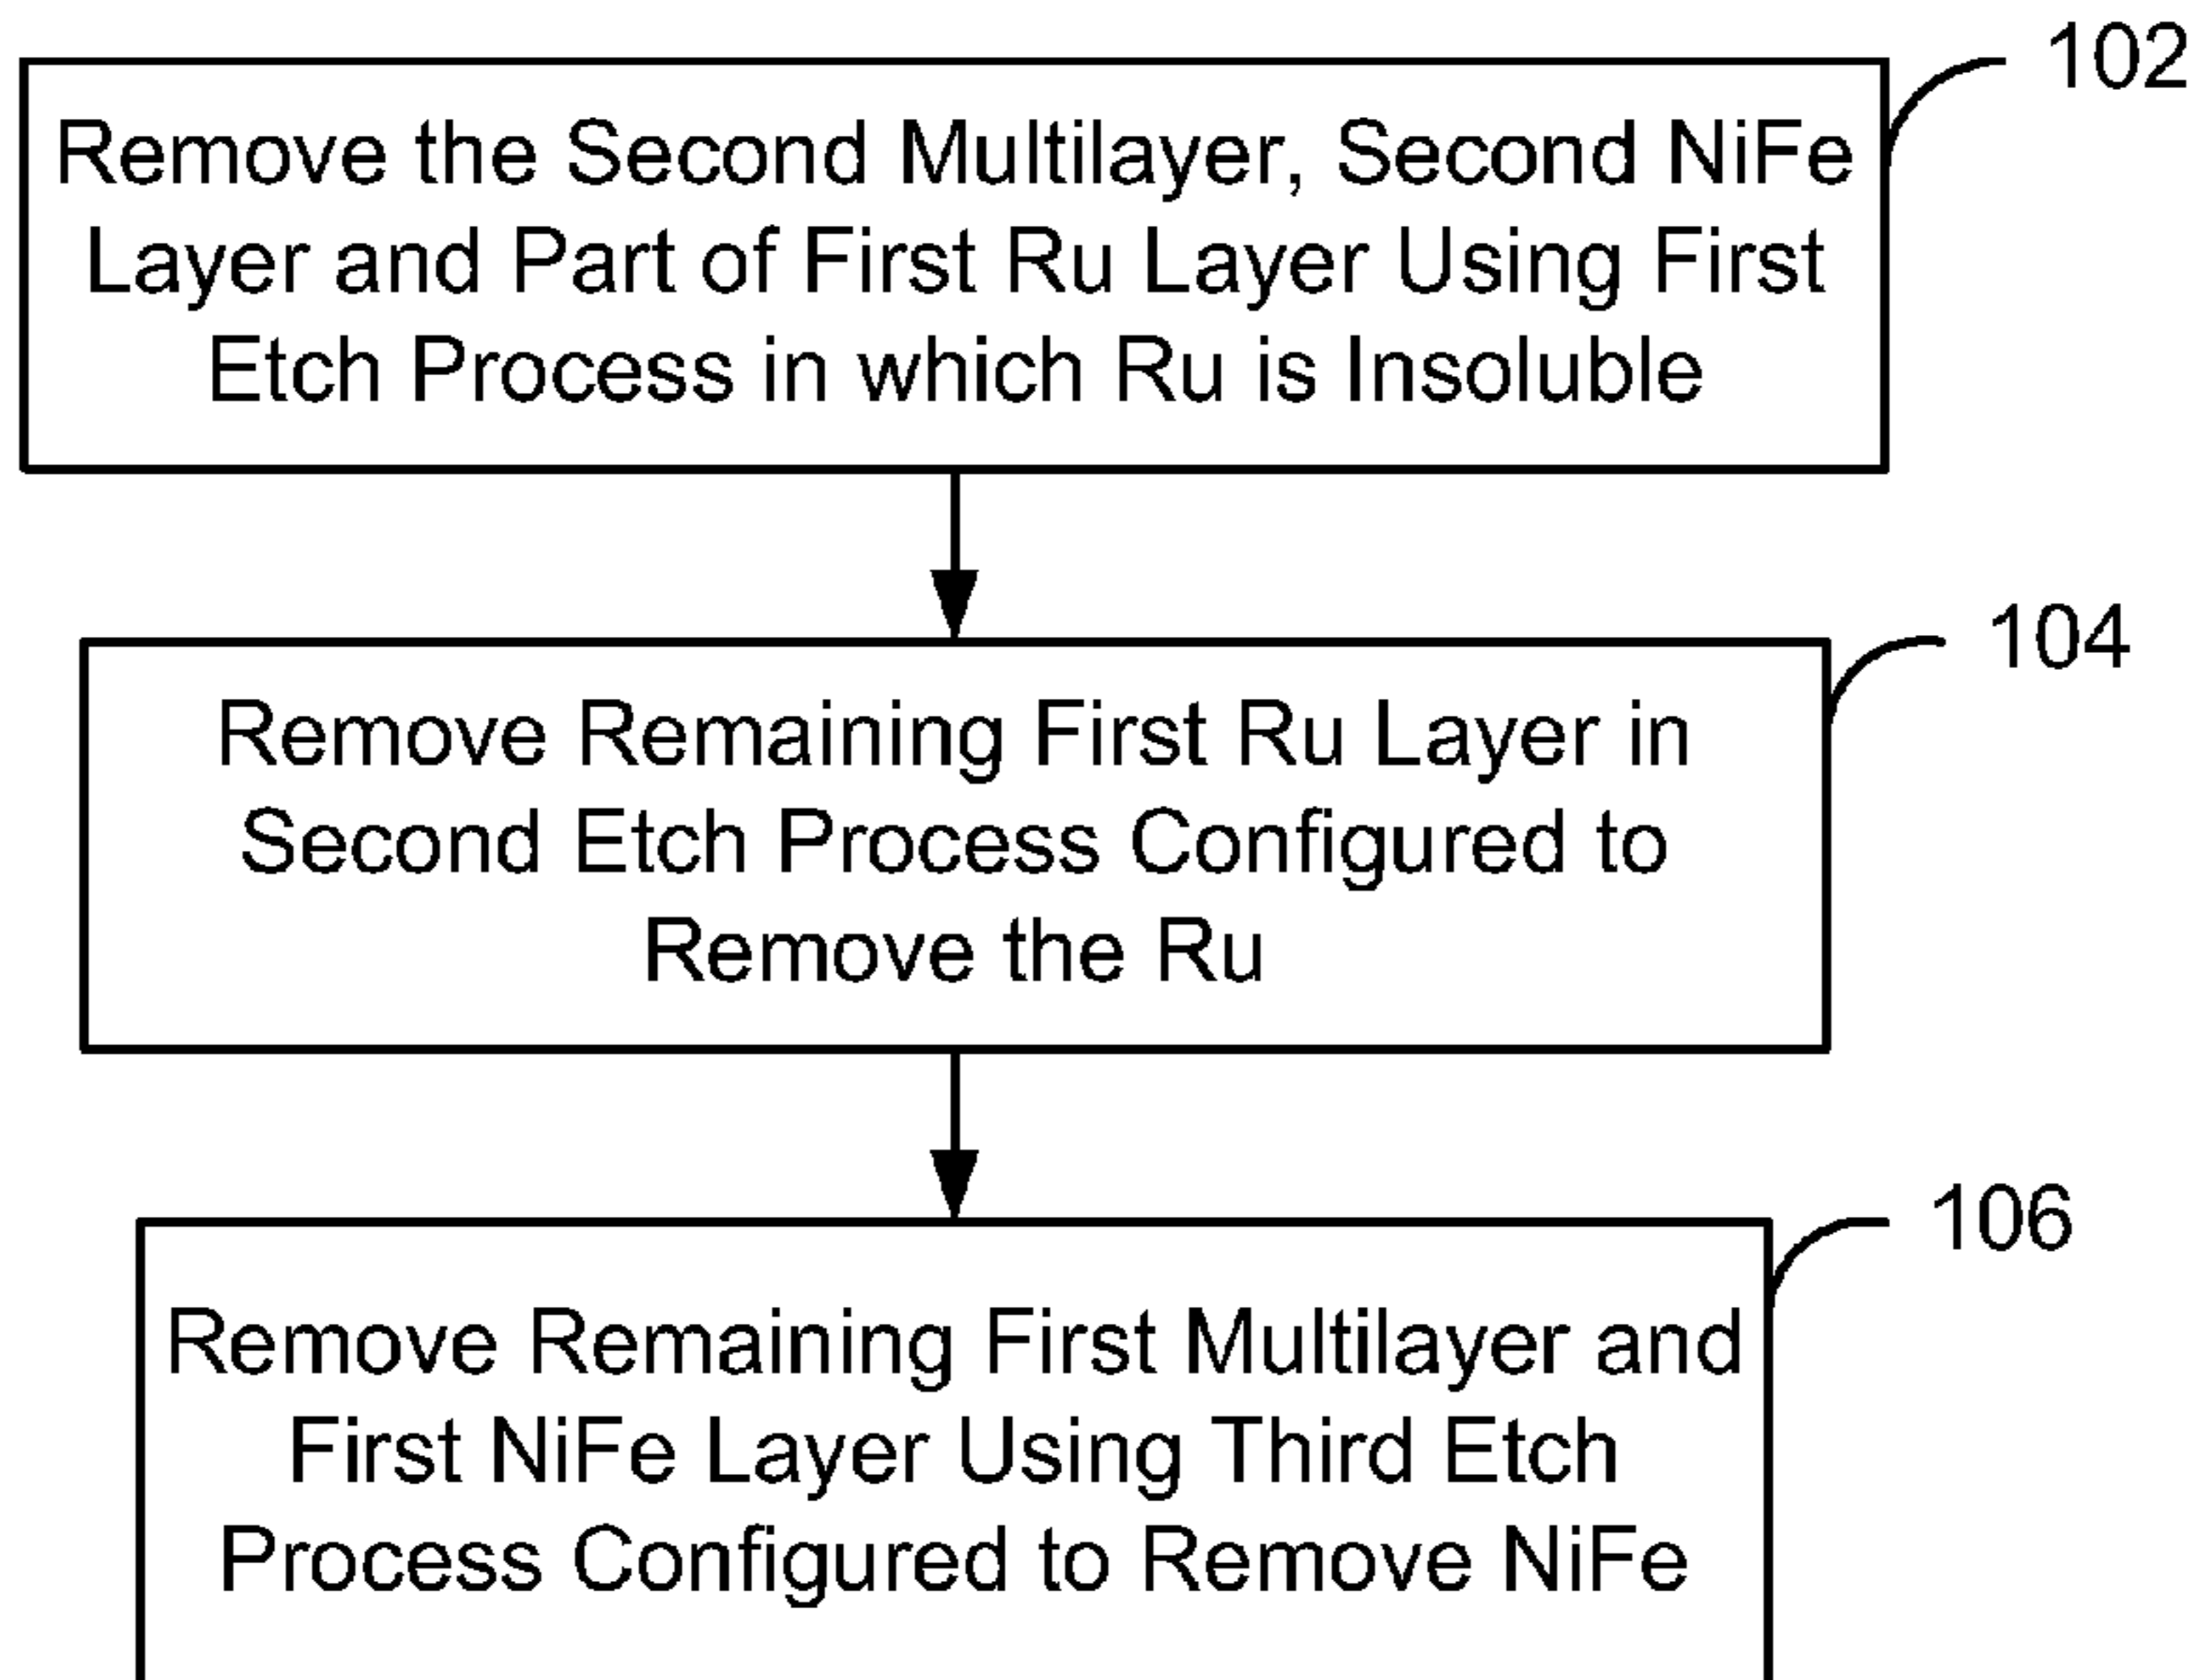 102
Remove the Second Multilayer, Second NiFe
Layer and Part of First Ru Layer Using First
Etch Process in which Ru is Insoluble
104
Remove Remaining First Ru Layer in
Second Etch Process Configured to
Remove the Ru
106
Remove Remaining First Multilayer and
First NiFe Layer Using Third Etch
Process Configured to Remove NiFe